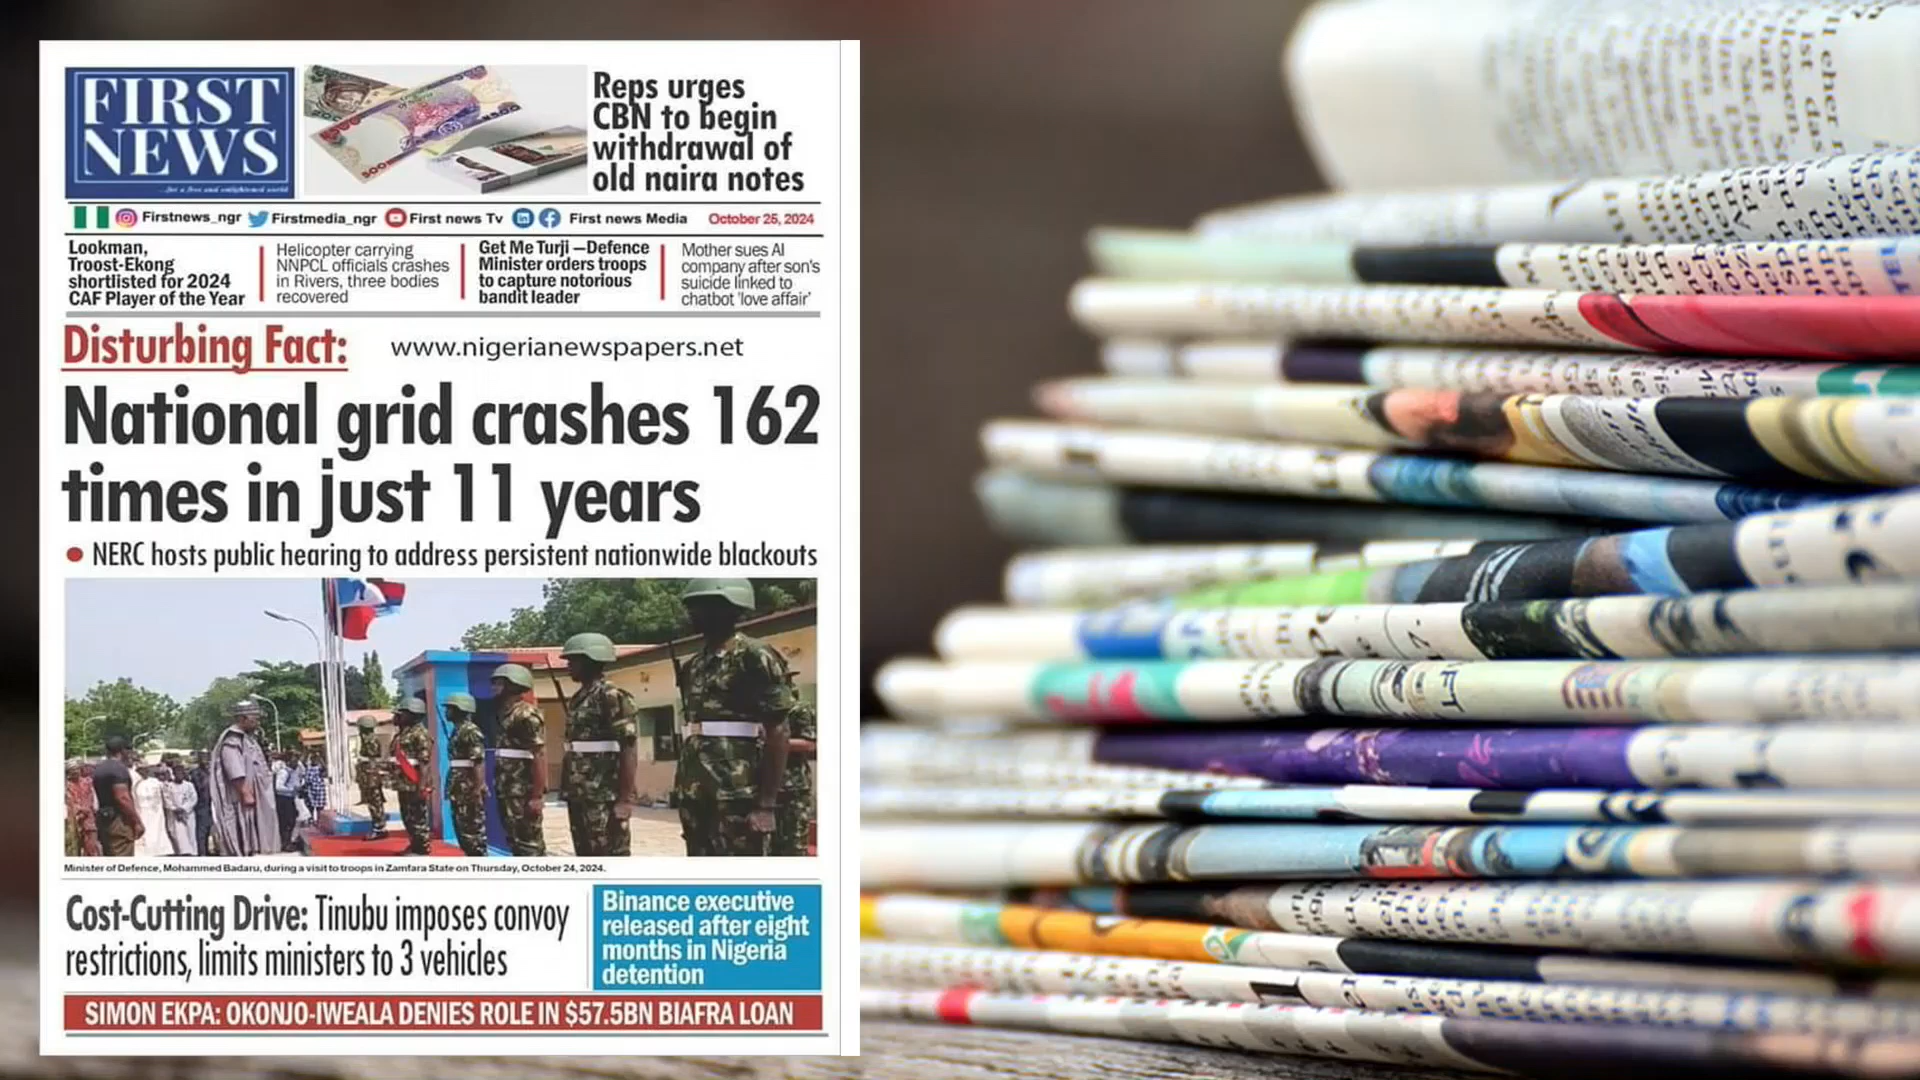 FIRST
NEWS
...for a free and enlightened world
Reps urges
CBN to begin
withdrawal of
old naira notes
Firstnews_ngr Firstmedia_ngr First news Tv First news Media October 25, 2024
Lookman,
Troost-Ekong
shortlisted for 2024
CAF Player of the Year
Helicopter carrying
NNPCL officials crashes
in Rivers, three bodies
recovered
Get Me Turji —Defence
Minister orders troops
to capture notorious
bandit leader
Mother sues AI
company after son's
suicide linked to
chatbot 'love affair'
Disturbing Fact:
www.nigerianewspapers.net
National grid crashes 162
times in just 11 years
NERC hosts public hearing to address persistent nationwide blackouts
Minister of Defence, Mohammed Badaru, during a visit to troops in Zamfara State on Thursday, October 24, 2024.
Cost-Cutting Drive: Tinubu imposes convoy
restrictions, limits ministers to 3 vehicles
Binance executive
released after eight
months in Nigeria
detention
SIMON EKPA: OKONJO-IWEALA DENIES ROLE IN $57.5BN BIAFRA LOAN